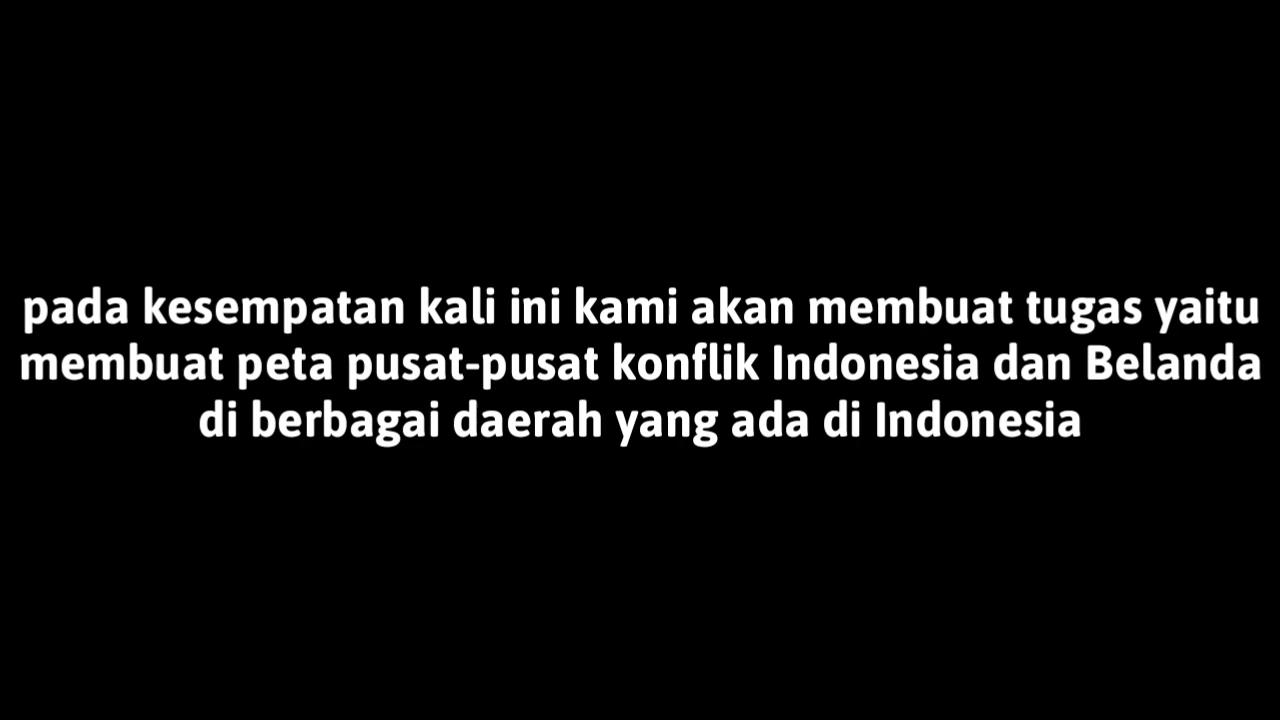 pada kesempatan kali ini kami akan membuat tugas yaitu
membuat peta pusat-pusat konflik Indonesia dan Belanda
di berbagai daerah yang ada di Indonesia